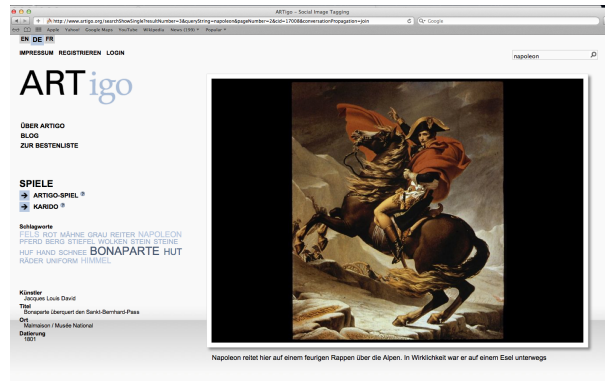 ARTigo – Social Image Tagging
http://www.artigo.org/searchShowSingle?resultNumber=3&queryString=napoleon&pageNumber=2&cid=17008&conversationPropagation=join
Google
Apple Yahoo! Google Maps YouTube Wikipedia News (199) Popular
EN DE FR
IMPRESSUM REGISTRIEREN LOGIN
napoleon
ARTigo
ÜBER ARTIGO
BLOG
ZUR BESTENLISTE
SPIELE
ARTIGO-SPIEL
KARIDO
Schlagworte
FELS ROT MÄHNE GRAU REITER NAPOLEON
PFERD BERG STIEFEL WOLKEN STEIN STEINE
HUF HAND SCHNEE BONAPARTE HUT
RÄDER UNIFORM HIMMEL
Künstler
Jacques Louis David
Titel
Bonaparte überquert den Sankt-Bernhard-Pass
Ort
Malmaison / Musée National
Datierung
1801
Napoleon reitet hier auf einem feurigen Rappen über die Alpen. In Wirklichkeit war er auf einem Esel unterwegs